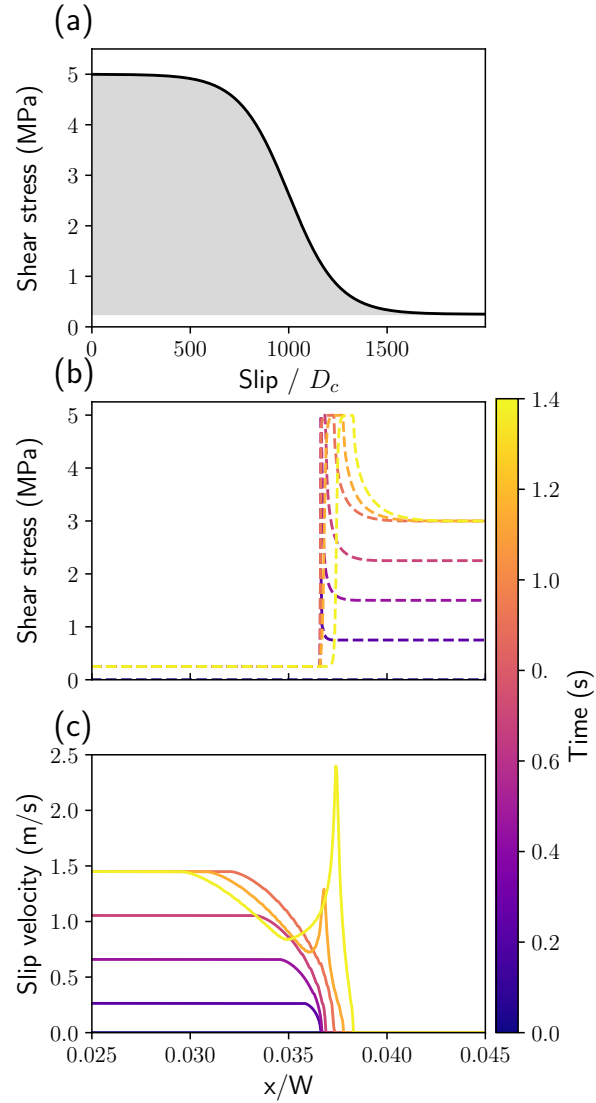 (a)
Shear stress (MPa)
5
4
3
2
1
0
0 500 1000 1500
Slip / D_c
(b)
Shear stress (MPa)
5
4
3
2
1
0
(c)
Slip velocity (m/s)
2.5
2.0
1.5
1.0
0.5
0.0
0.025 0.030 0.035 0.040 0.045
x/W
1.4
1.2
1.0
0.
0.6
0.4
0.2
0.0
Time (s)